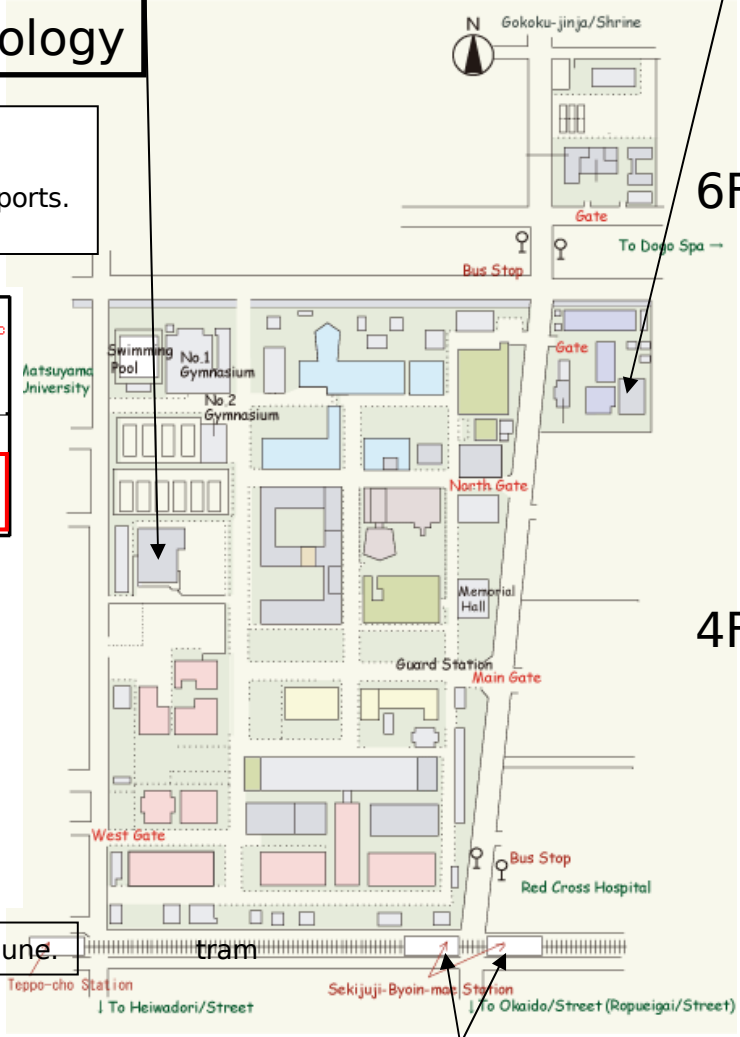 N
Gokoku-jinja/Shrine
ology
ports.
6F
Gate
To Dogo Spa →
Bus Stop
Swimming
Pool
No.1
Gymnasium
Gate
Matsuyama
University
No.2
Gymnasium
North Gate
Memorial
Hall
4F
Guard Station
Main Gate
West Gate
Bus Stop
Red Cross Hospital
une.
tram
Teppo-cho Station
Sekijuji-Byoin-mae Station
↓To Heiwadori/Street
↓To Okaido/Street (Ropueigai/Street)